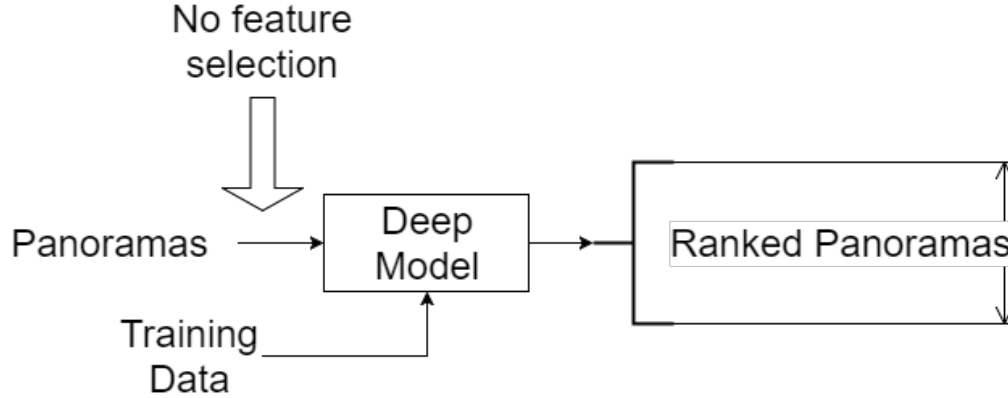 No feature
selection
Panoramas
Deep
Model
Ranked Panoramas
Training
Data